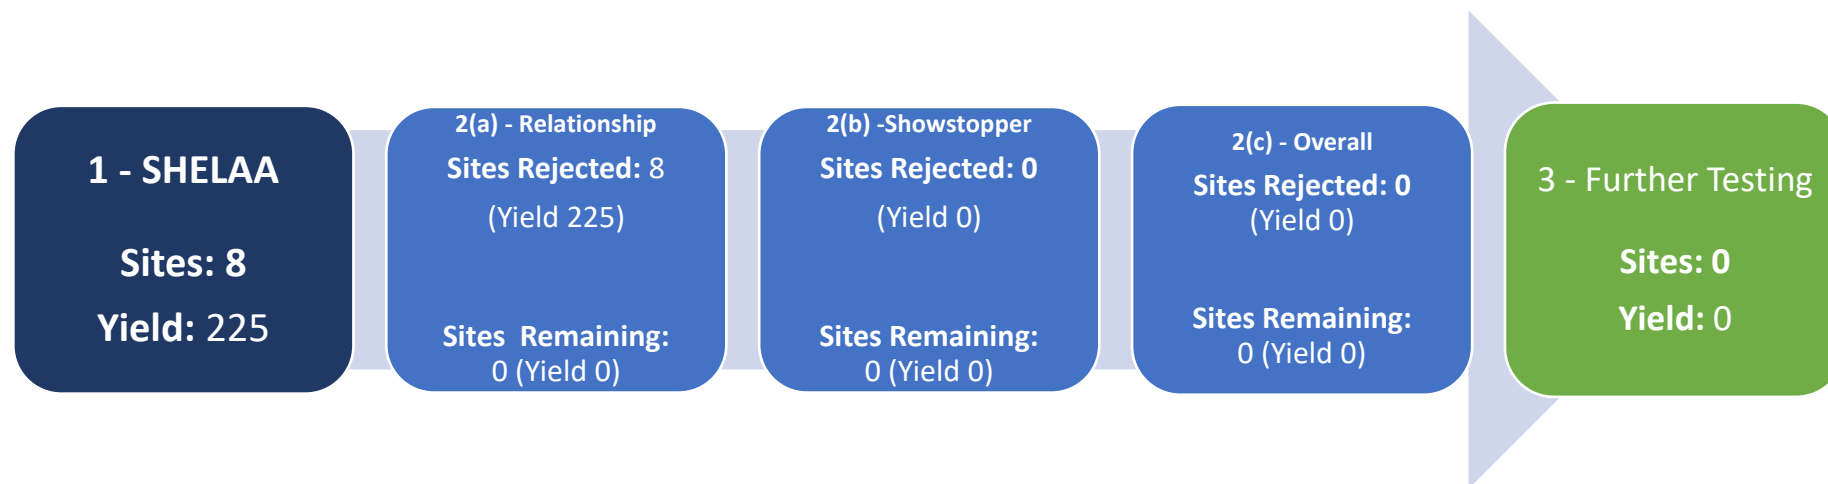 1 - SHELAA
Sites: 8
Yield: 225
2(a) - Relationship
Sites Rejected: 8
(Yield 225)
Sites  Remaining:
0 (Yield 0)
2(b) -Showstopper
Sites Rejected: 0
(Yield 0)
Sites Remaining:
0 (Yield 0)
2(c) - Overall
Sites Rejected: 0
(Yield 0)
Sites Remaining:
0 (Yield 0)
3 - Further Testing
Sites: 0
Yield: 0